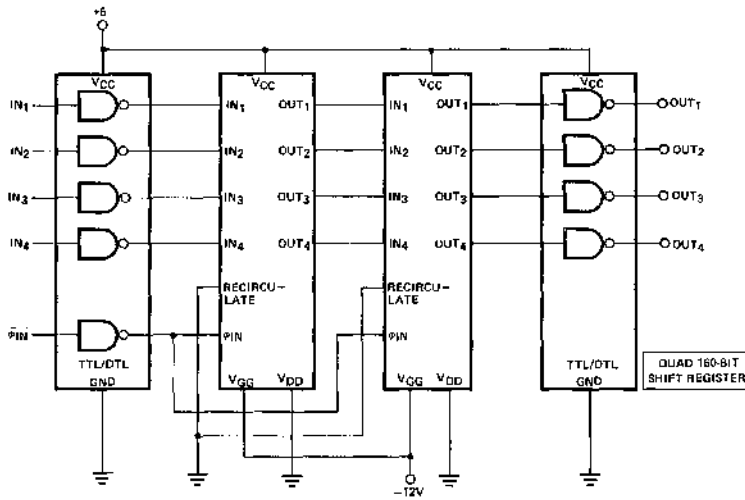 +5
VCC VCC VCC VCC
IN1 IN1 OUT1 IN1 OUT1 OUT1
IN2 IN2 OUT2 IN2 OUT2 OUT2
IN3 IN3 OUT3 IN3 OUT3 OUT3
IN4 IN4 OUT4 IN4 OUT4 OUT4
RECIRCU-
LATE
RECIRCU-
LATE
ΦIN ΦIN ΦIN
TTL/DTL
GND
VGG VDD
VGG VDD
TTL/DTL
GND
QUAD 160-BIT
SHIFT REGISTER
-12V